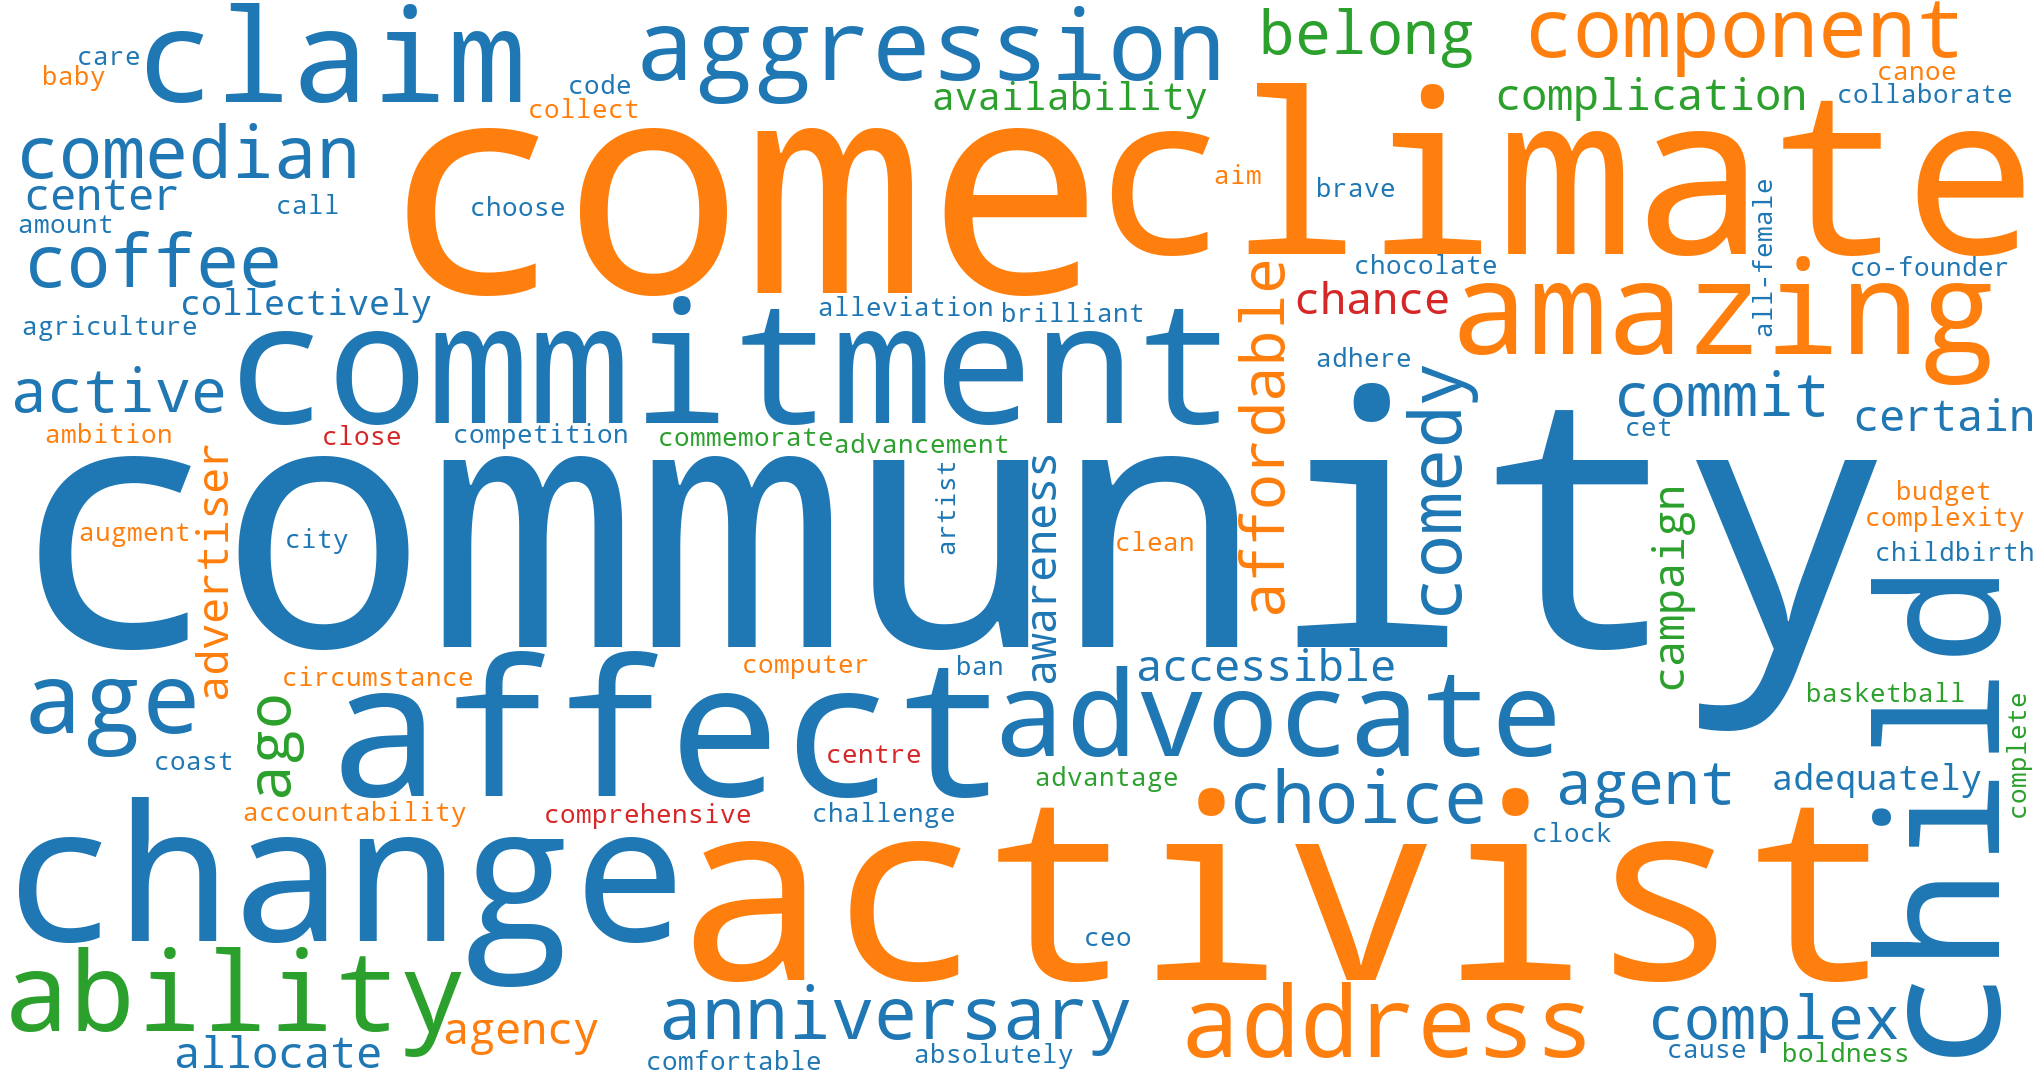 claim
aggression
belong
component
care
baby
code
collect
availability
complication
canoe
collaborate
comedian
come
climate
center
call
choose
aim
brave
amount
all-female
coffee
chocolate
co-founder
collectively
alleviation
brilliant
affordable
chance
amazing
agriculture
commitment
adhere
active
comedy
commit
certain
ambition
close
competition
commemorate
advancement
cet
community
advertiser
augment
city
artist
awareness
clean
campaign
budget
complexity
childbirth
child
age
circumstance
computer
ban
accessible
ago
affect
advocate
basketball
complete
coast
centre
advantage
choice
agent
adequately
accountability
comprehensive
challenge
clock
change
activist
ceo
ability
agency
anniversary
address
complex
allocate
comfortable
absolutely
cause
boldness